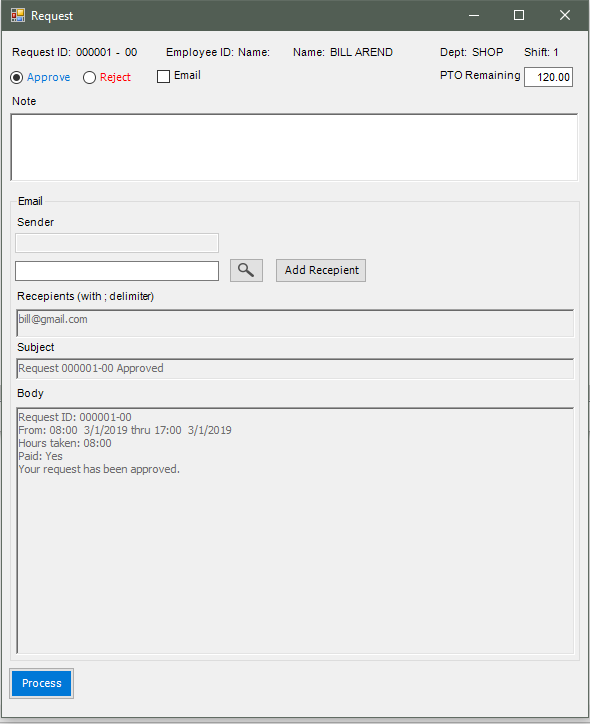 Request
Request ID: 000001 - 00 Employee ID: Name: Name: BILL AREND Dept: SHOP Shift: 1
Approve Reject Email PTO Remaining 120.00
Note
Email
Sender
Add Recepient
Recepients (with ; delimiter)
bill@gmail.com
Subject
Request 000001-00 Approved
Body
Request ID: 000001-00
From: 08:00 3/1/2019 thru 17:00 3/1/2019
Hours taken: 08:00
Paid: Yes
Your request has been approved.
Process